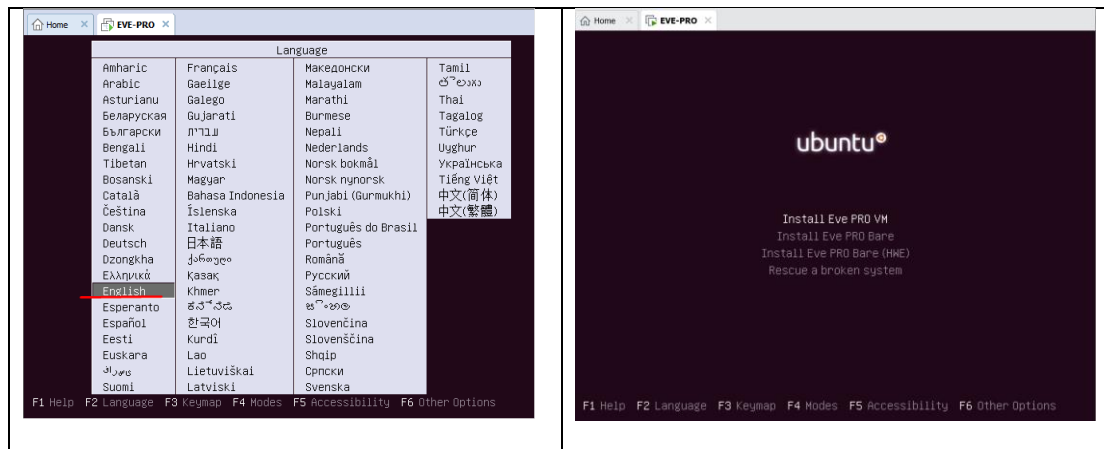 Home × EVE-PRO ×
Language
Amharic
Arabic
Asturianu
Беларуская
Български
Bengali
Tibetan
Bosanski
Català
Čeština
Dansk
Deutsch
Dzongkha
Ελληνικά
English
Esperanto
Español
Eesti
Euskara
Suomi
Français
Gaeilge
Galego
Gujarati
עברית
Hindi
Hrvatski
Magyar
Bahasa Indonesia
Íslenska
Italiano
日本語
ქართული
Қазақ
Khmer
한국어
Kurdî
Lao
Lietuviškai
Latviski
Македонски
Malayalam
Marathi
Burmese
Nepali
Nederlands
Norsk bokmål
Norsk nynorsk
Punjabi (Gurmukhi)
Polski
Português do Brasil
Português
Română
Русский
Sámegillii
Slovenčina
Slovenščina
Shqip
Српски
Svenska
Tamil
Thai
Tagalog
Türkçe
Uyghur
Українська
Tiếng Việt
中文(简体)
中文(繁體)
F1 Help F2 Language F3 Keymap F4 Modes F5 Accessibility F6 Other Options
Home × EVE-PRO ×
ubuntu
Install Eve PRO VM
Install Eve PRO Bare
Install Eve PRO Bare (HWE)
Rescue a broken system
F1 Help F2 Language F3 Keymap F4 Modes F5 Accessibility F6 Other Options